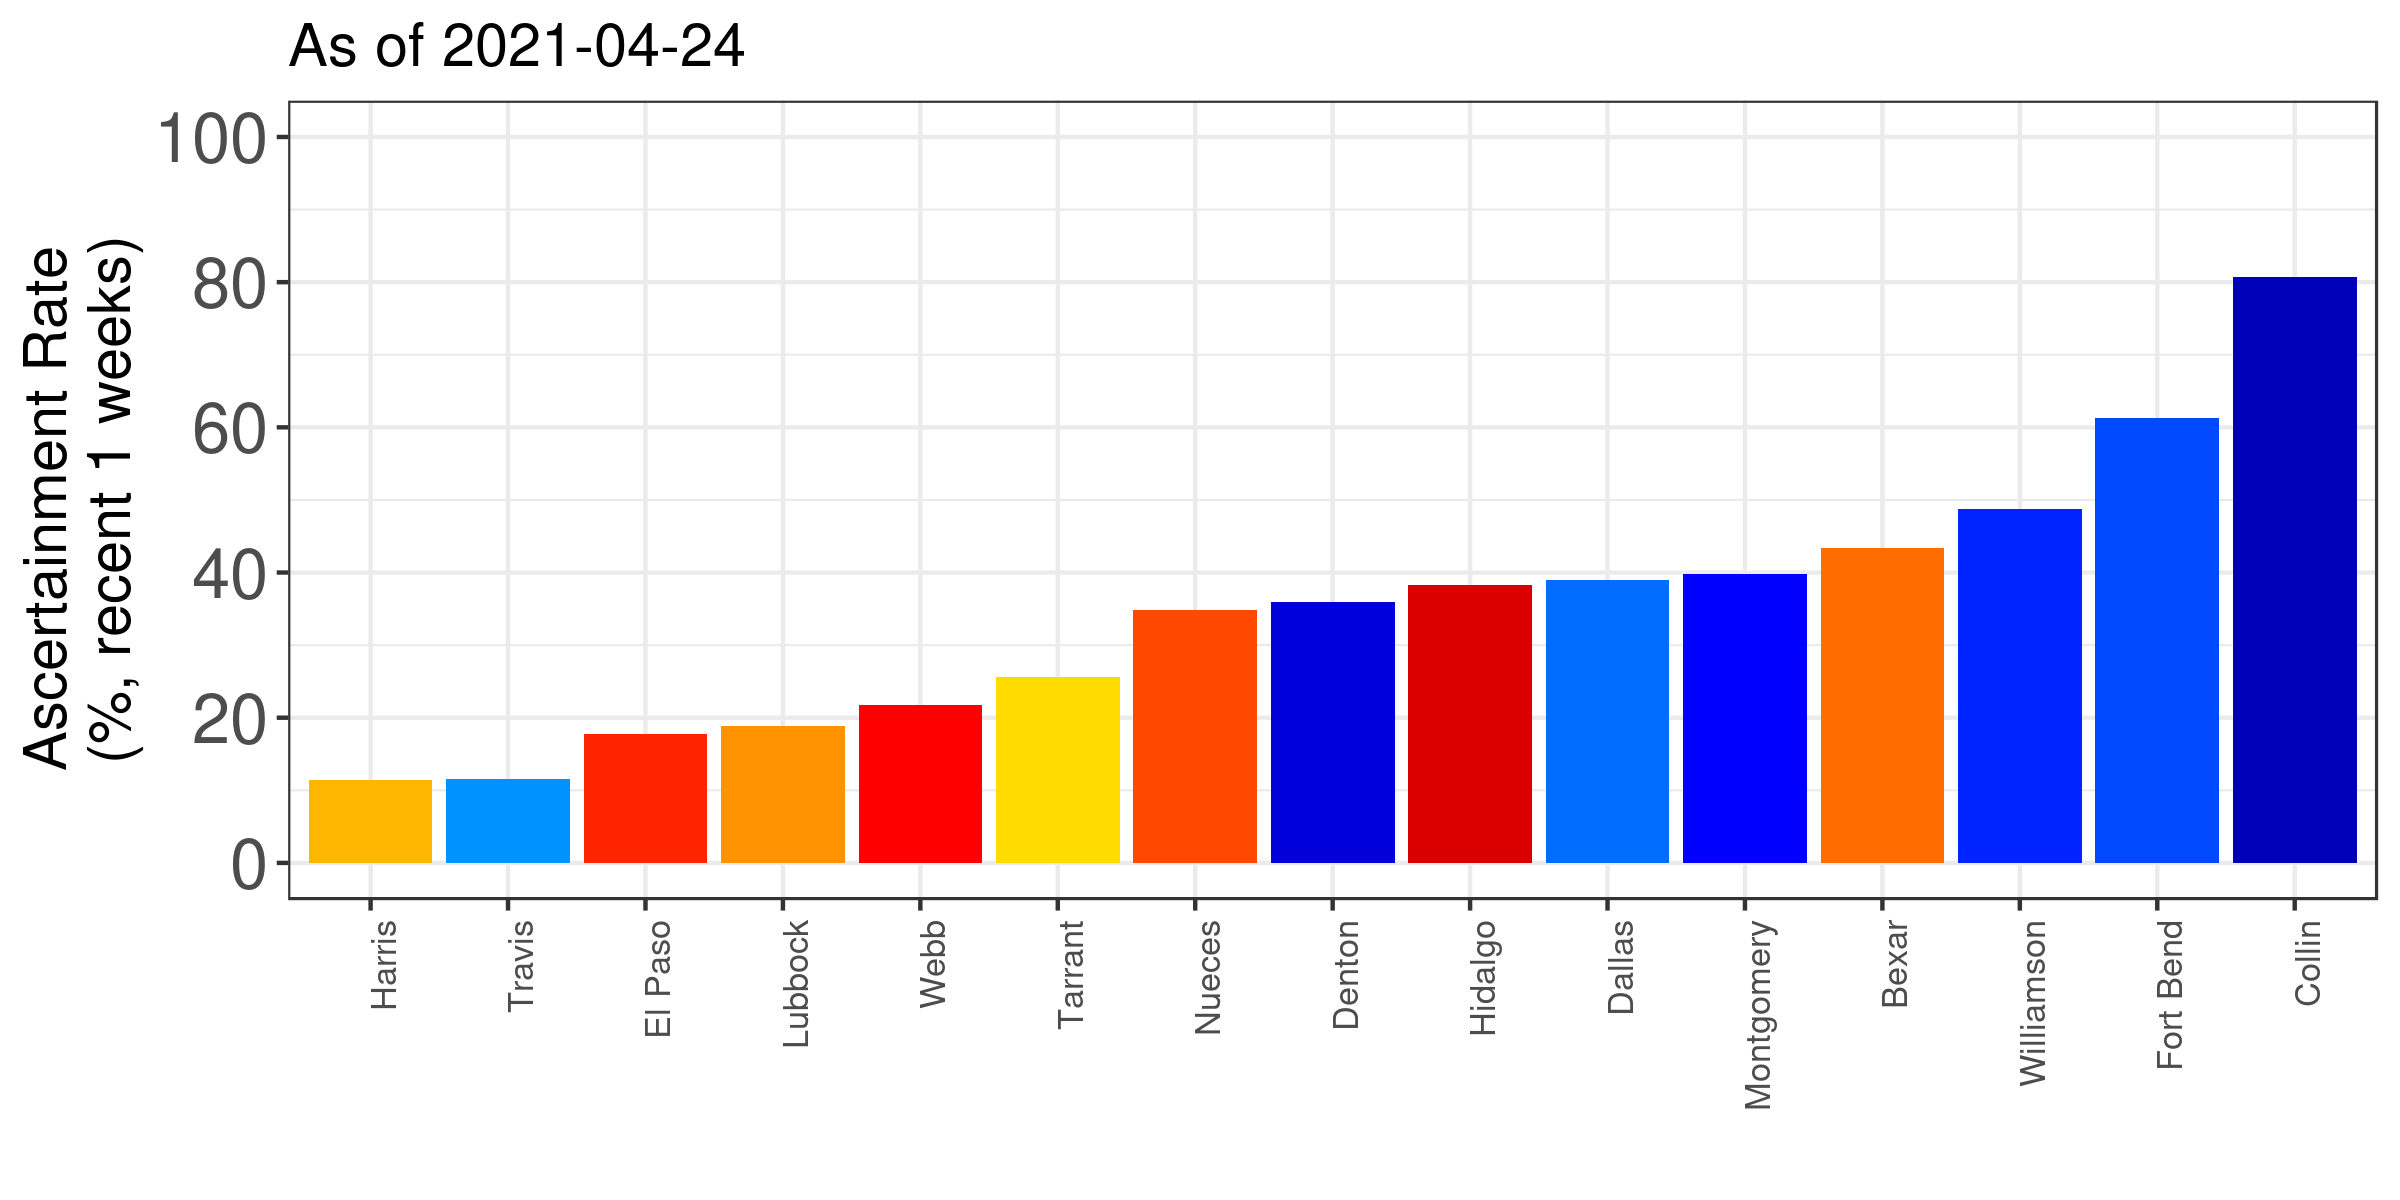 As of 2021-04-24
Ascertainment Rate
(%, recent 1 weeks)
100
80
60
40
20
0
Harris
Travis
El Paso
Lubbock
Webb
Tarrant
Nueces
Denton
Hidalgo
Dallas
Montgomery
Bexar
Williamson
Fort Bend
Collin